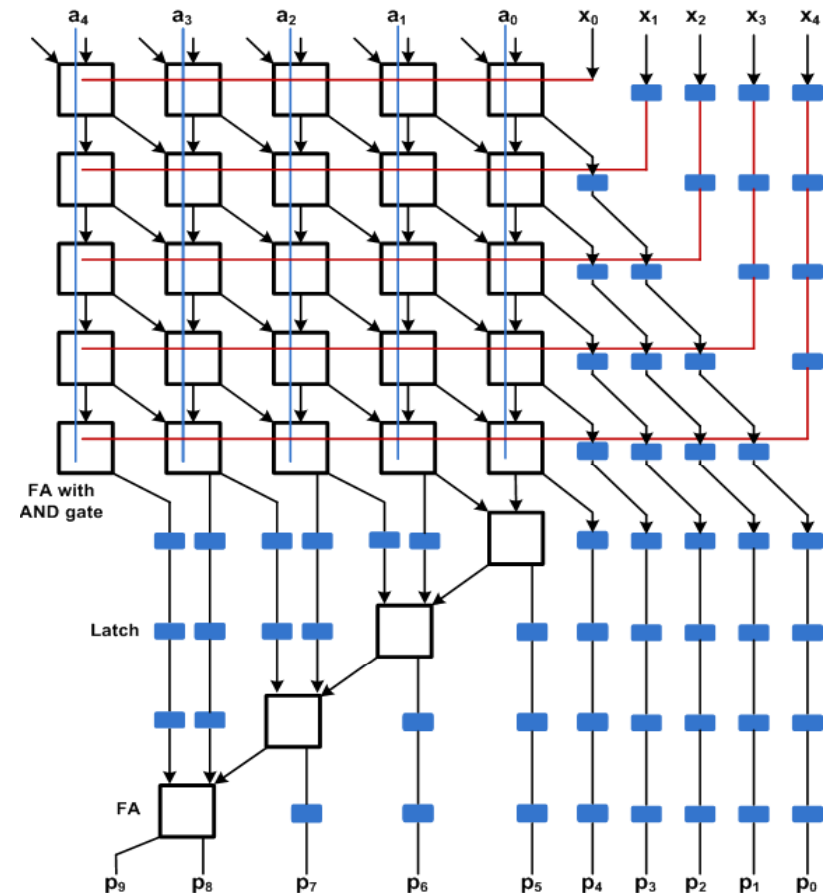 a₄ a₃ a₂ a₁ a₀ x₀ x₁ x₂ x₃ x₄
FA with
AND gate
Latch
FA
p₉ p₈ p₇ p₆ p₅ p₄ p₃ p₂ p₁ p₀